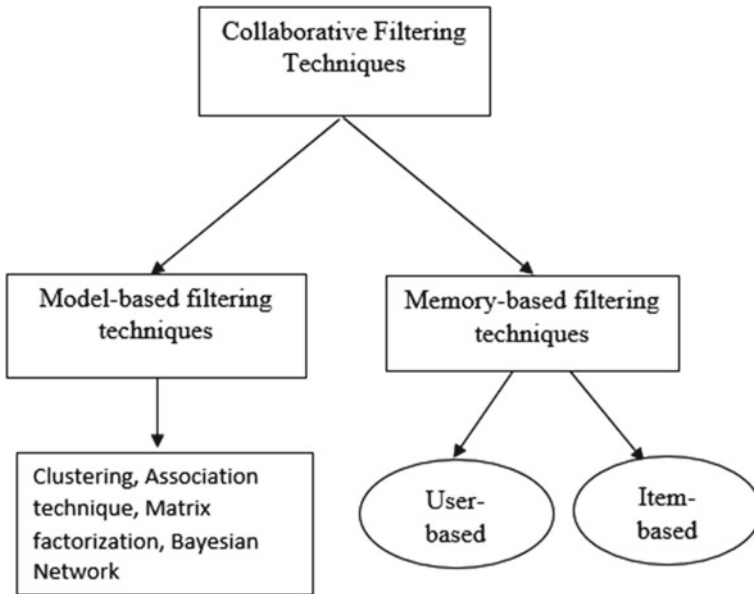 Collaborative Filtering
Techniques
Model-based filtering
techniques
Memory-based filtering
techniques
Clustering, Association
technique, Matrix
factorization, Bayesian
Network
User-
based
Item-
based